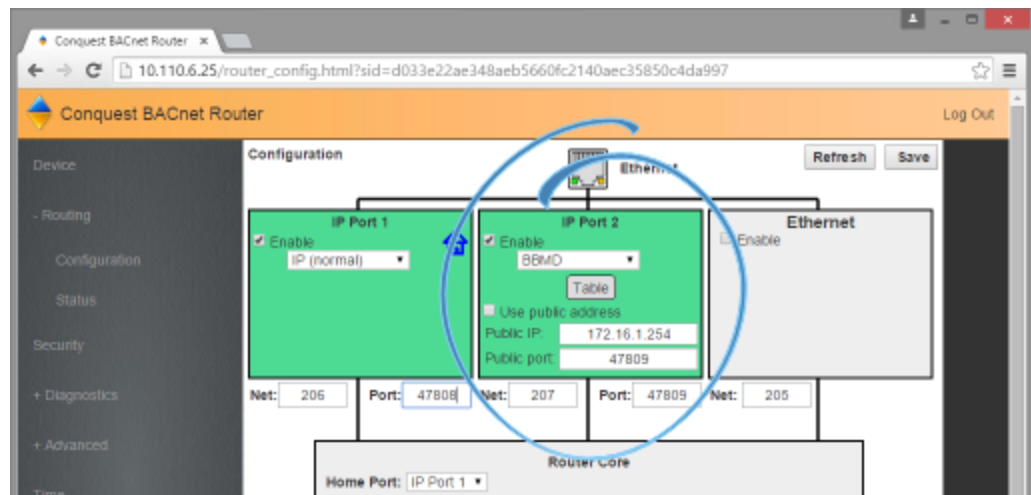 Conquest BACnet Router
10.110.6.25/router_config.html?sid=d033e22ae348aeb5660fc2140aec35850c4da997
Conquest BACnet Router
Log Out
Device
- Routing
Configuration
Status
Security
+ Diagnostics
+ Advanced
Time
Configuration
Ethernet
Refresh
Save
IP Port 1
Enable
IP (normal)
IP Port 2
Enable
BBMD
Table
Use public address
Public IP: 172.16.1.254
Public port: 47809
Ethernet
Enable
Net: 206 Port: 47808 Net: 207 Port: 47809 Net: 205
Router Core
Home Port: IP Port 1